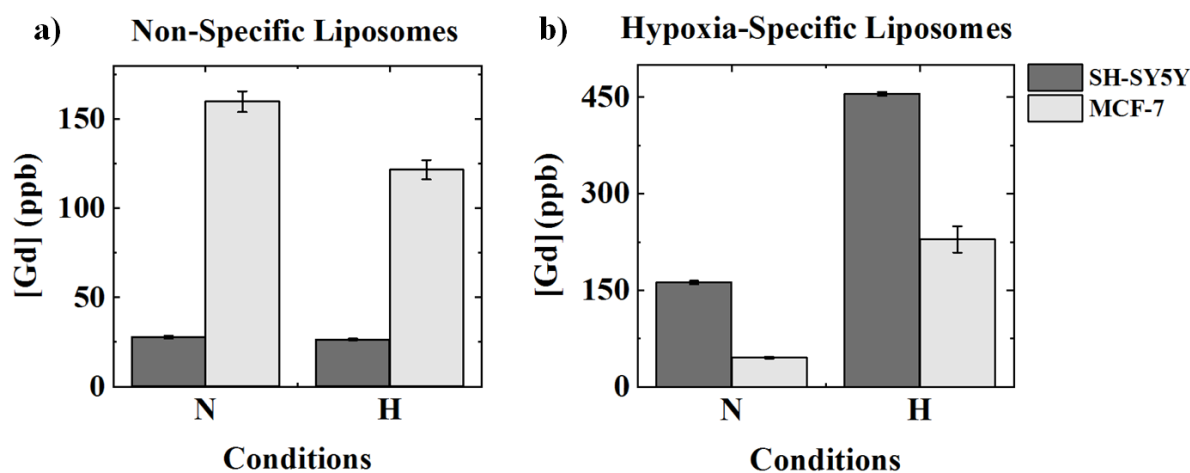 a) Non-Specific Liposomes
[Gd] (ppb)
150
100
50
0
N H
Conditions
b) Hypoxia-Specific Liposomes
[Gd] (ppb)
450
300
150
0
N H
Conditions
SH-SY5Y
MCF-7